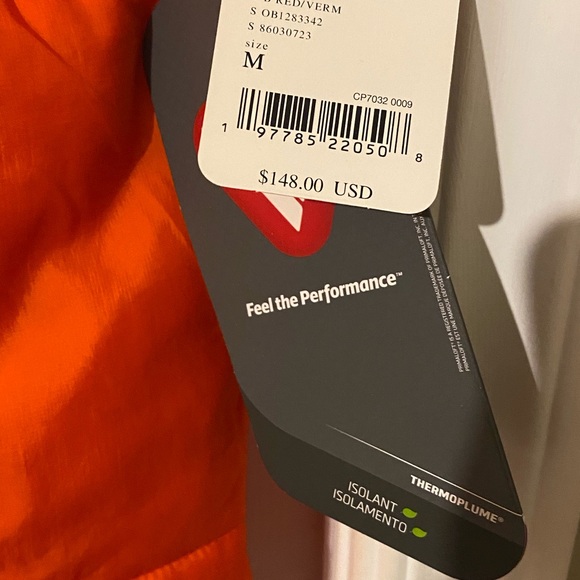 RED/VERM
S OB1283342
S 86030723
size
M
CP7032 0009
1 97785 22050 8
$148.00 USD
Feel the Performance™
THERMOPLUME®
ISOLANT
ISOLAMENTO